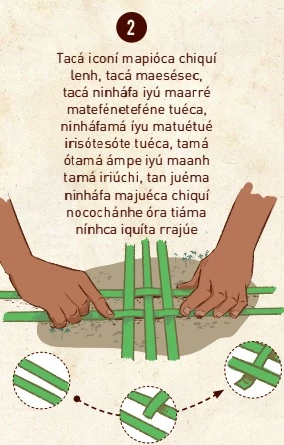 2
Tacá iconí mapióca chiquí
lenh, tacá maesésec,
tacá ninháfa iyú maarré
mateféneteféne tuéca,
ninháfamá íyu matuétué
irisótesóte tuéca, tamá
ótamá ámpe iyú maanh
tamá iriúchi, tan juéma
ninháfa majuéca chiquí
nocochánhe óra tiáma
nínhca iquíta rrajúe